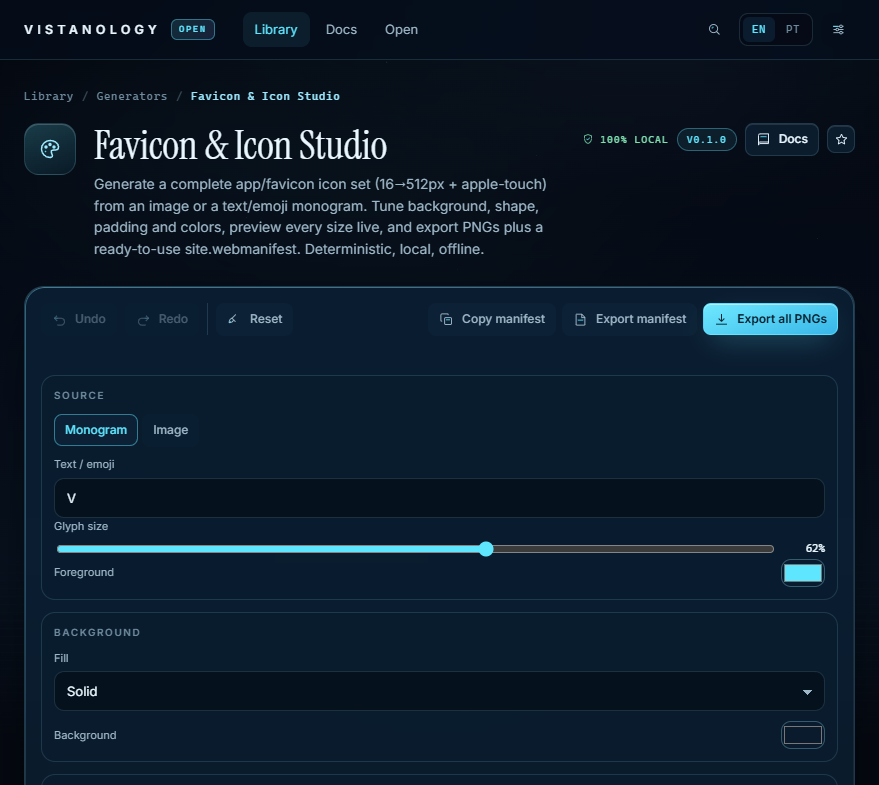 VISTANOLOGY OPEN Library Docs Open EN PT
Library / Generators / Favicon & Icon Studio
Favicon & Icon Studio
100% LOCAL V0.1.0 Docs
Generate a complete app/favicon icon set (16→512px + apple-touch)
from an image or a text/emoji monogram. Tune background, shape,
padding and colors, preview every size live, and export PNGs plus a
ready-to-use site.webmanifest. Deterministic, local, offline.
Undo Redo Reset Copy manifest Export manifest Export all PNGs
SOURCE
Monogram Image
Text / emoji
V
Glyph size
62%
Foreground
BACKGROUND
Fill
Solid
Background